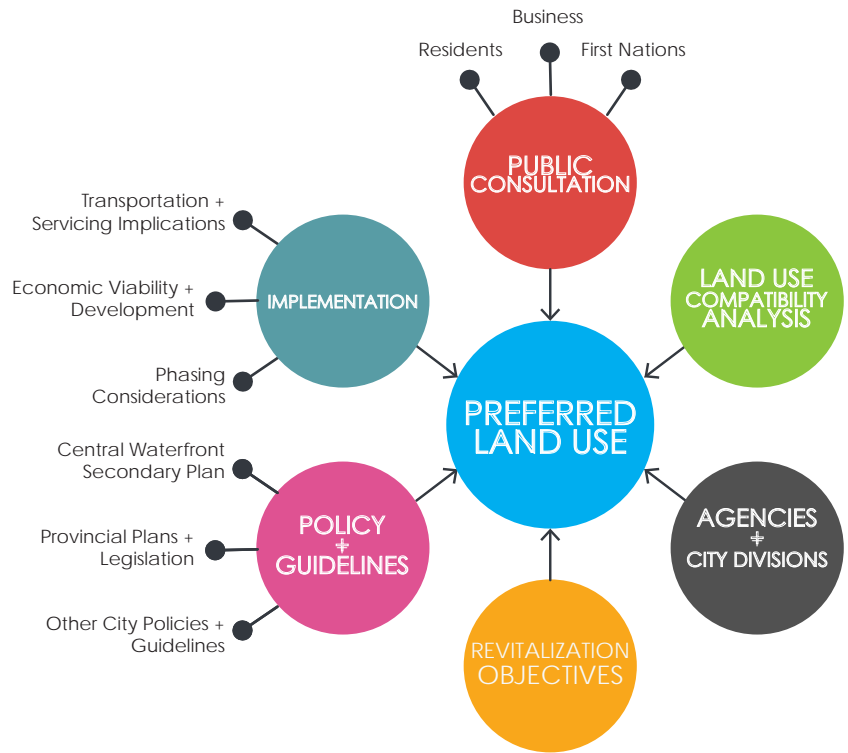 Business
Residents
First Nations
PUBLIC
CONSULTATION
Transportation +
Servicing Implications
Economic Viability +
Development
IMPLEMENTATION
Phasing
Considerations
LAND USE
COMPATIBILITY
ANALYSIS
PREFERRED
LAND USE
Central Waterfront
Secondary Plan
Provincial Plans +
Legislation
Other City Policies +
Guidelines
POLICY
+
GUIDELINES
AGENCIES
+
CITY DIVISIONS
REVITALIZATION
OBJECTIVES